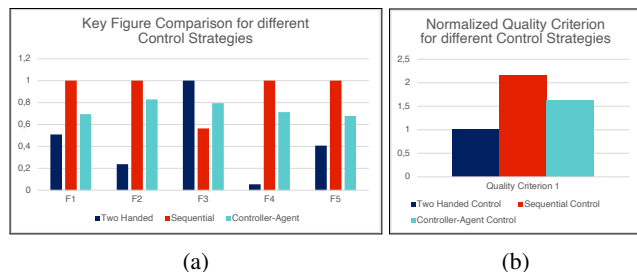 Key Figure Comparison for different
Control Strategies
1,2
1
0,8
0,6
0,4
0,2
0
F1 F2 F3 F4 F5
Two Handed Sequential Controller-Agent
(a)
Normalized Quality Criterion
for different Control Strategies
2,5
2
1,5
1
0,5
0
Quality Criterion 1
Two Handed Control Sequential Control
Controller-Agent Control
(b)